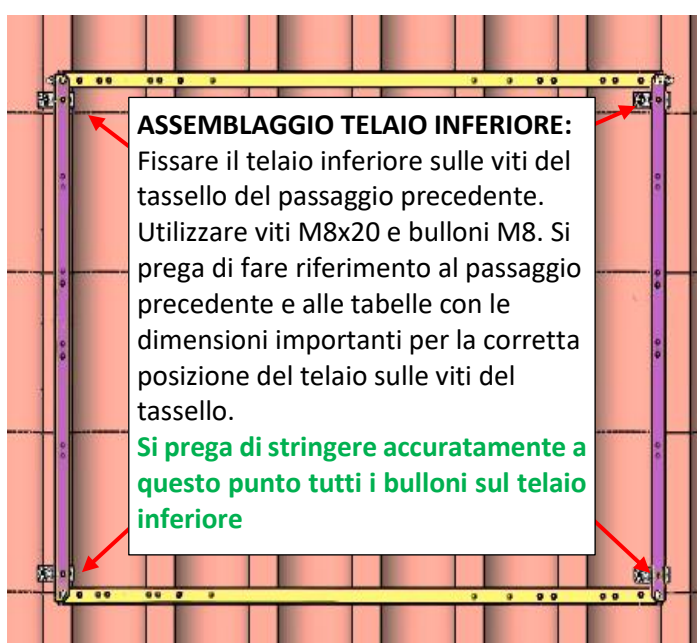 ASSEMBLAGGIO TELAIO INFERIORE:
Fissare il telaio inferiore sulle viti del
tassello del passaggio precedente.
Utilizzare viti M8x20 e bulloni M8. Si
prega di fare riferimento al passaggio
precedente e alle tabelle con le
dimensioni importanti per la corretta
posizione del telaio sulle viti del
tassello.
Si prega di stringere accuratamente a
questo punto tutti i bulloni sul telaio
inferiore